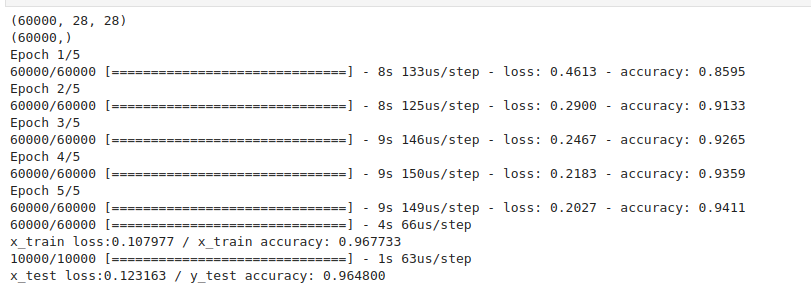 (60000, 28, 28)
(60000,)
Epoch 1/5
60000/60000 [==============================] - 8s 133us/step - loss: 0.4613 - accuracy: 0.8595
Epoch 2/5
60000/60000 [==============================] - 8s 125us/step - loss: 0.2900 - accuracy: 0.9133
Epoch 3/5
60000/60000 [==============================] - 9s 146us/step - loss: 0.2467 - accuracy: 0.9265
Epoch 4/5
60000/60000 [==============================] - 9s 150us/step - loss: 0.2183 - accuracy: 0.9359
Epoch 5/5
60000/60000 [==============================] - 9s 149us/step - loss: 0.2027 - accuracy: 0.9411
60000/60000 [==============================] - 4s 66us/step
x_train loss:0.107977 / x_train accuracy: 0.967733
10000/10000 [==============================] - 1s 63us/step
x_test loss:0.123163 / y_test accuracy: 0.964800